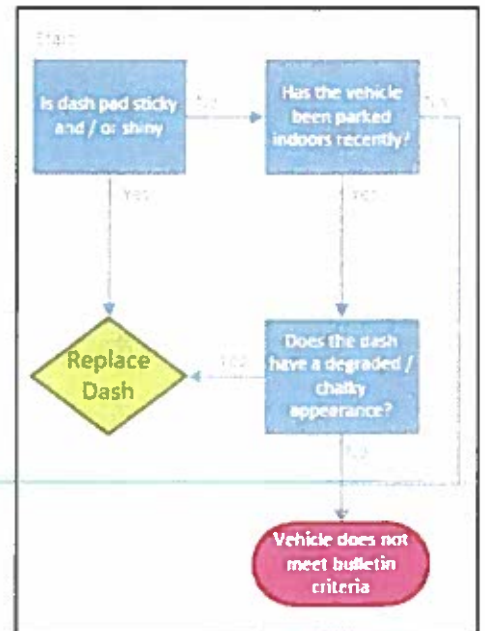 Start
Is dash pad sticky
and / or shiny
No
Has the vehicle
been parked
indoors recently?
No
Yes
Yes
Replace
Dash
Yes
Does the dash
have a degraded /
chalky
appearance?
No
Vehicle does not
meet bulletin
criteria